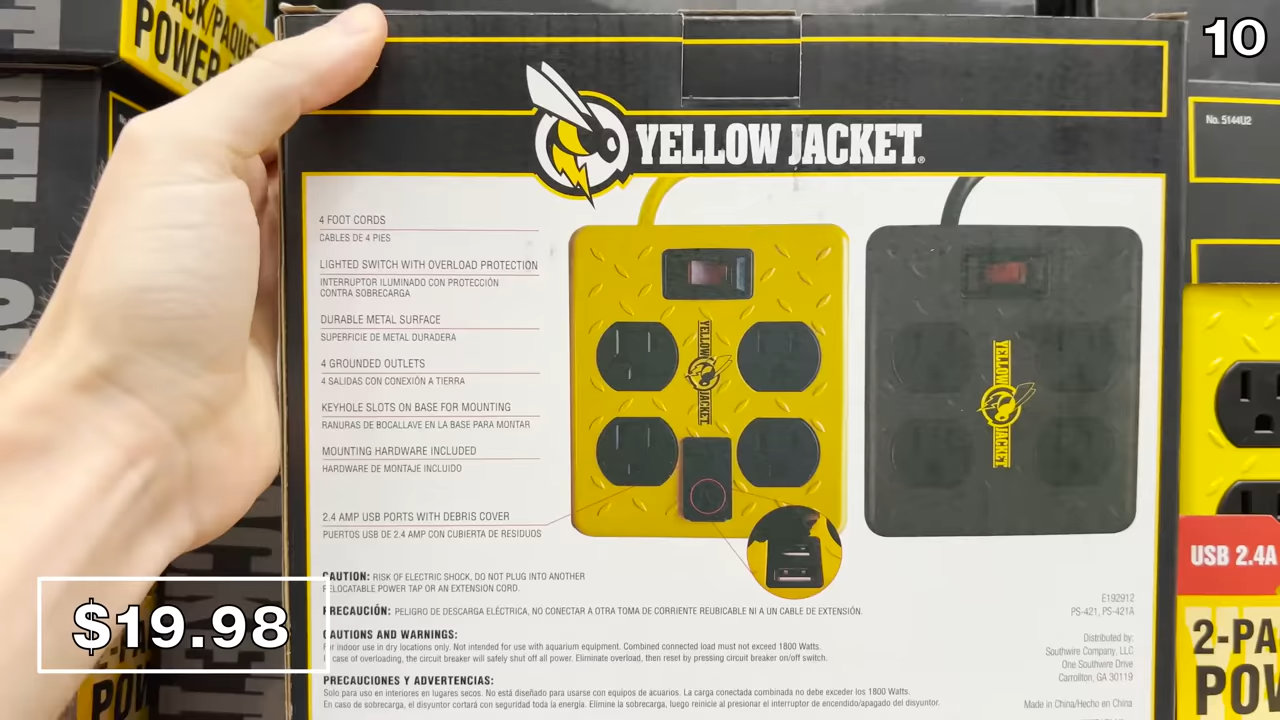 ACK/PAQUE
POWER
10
No. 5144U2
YELLOW JACKET®
4 FOOT CORDS
CABLES DE 4 PIES
LIGHTED SWITCH WITH OVERLOAD PROTECTION
INTERRUPTOR ILUMINADO CON PROTECCIÓN
CONTRA SOBRECARGA
DURABLE METAL SURFACE
SUPERFICIE DE METAL DURADERA
4 GROUNDED OUTLETS
4 SALIDAS CON CONEXIÓN A TIERRA
KEYHOLE SLOTS ON BASE FOR MOUNTING
RANURAS DE BOCALLAVE EN LA BASE PARA MONTAR
MOUNTING HARDWARE INCLUDED
HARDWARE DE MONTAJE INCLUIDO
2.4 AMP USB PORTS WITH DEBRIS COVER
PUERTOS USB DE 2.4 AMP CON CUBIERTA DE RESIDUOS
YELLOW JACKET
YELLOW JACKET
CAUTION: RISK OF ELECTRIC SHOCK, DO NOT PLUG INTO ANOTHER
RELOCATABLE POWER TAP OR AN EXTENSION CORD.
PRECAUCIÓN: PELIGRO DE DESCARGA ELÉCTRICA, NO CONECTAR A OTRA TOMA DE CORRIENTE REUBICABLE NI A UN CABLE DE EXTENSIÓN.
CAUTIONS AND WARNINGS:
For indoor use in dry locations only. Not intended for use with aquarium equipment. Combined connected load must not exceed 1800 Watts.
case of overloading, the circuit breaker will safely shut off all power. Eliminate overload, then reset by pressing circuit breaker on/off switch.
PRECAUCIONES Y ADVERTENCIAS:
Solo para uso en interiores en lugares secos. No está diseñado para usarse con equipos de acuarios. La carga conectada combinada no debe exceder los 1800 Watts.
En caso de sobrecarga, el disyuntor cortará con seguridad toda la energía. Elimine la sobrecarga, luego reinicie al presionar el interruptor de encendido/apagado del disyuntor.
E192912
PS-421, PS-421A
Distributed by:
Southwire Company, LLC
One Southwire Drive
Carrollton, GA 30119
Made in China/Hecho en China
$19.98
USB 2.4A
2-PA
POW
2-PA
POW